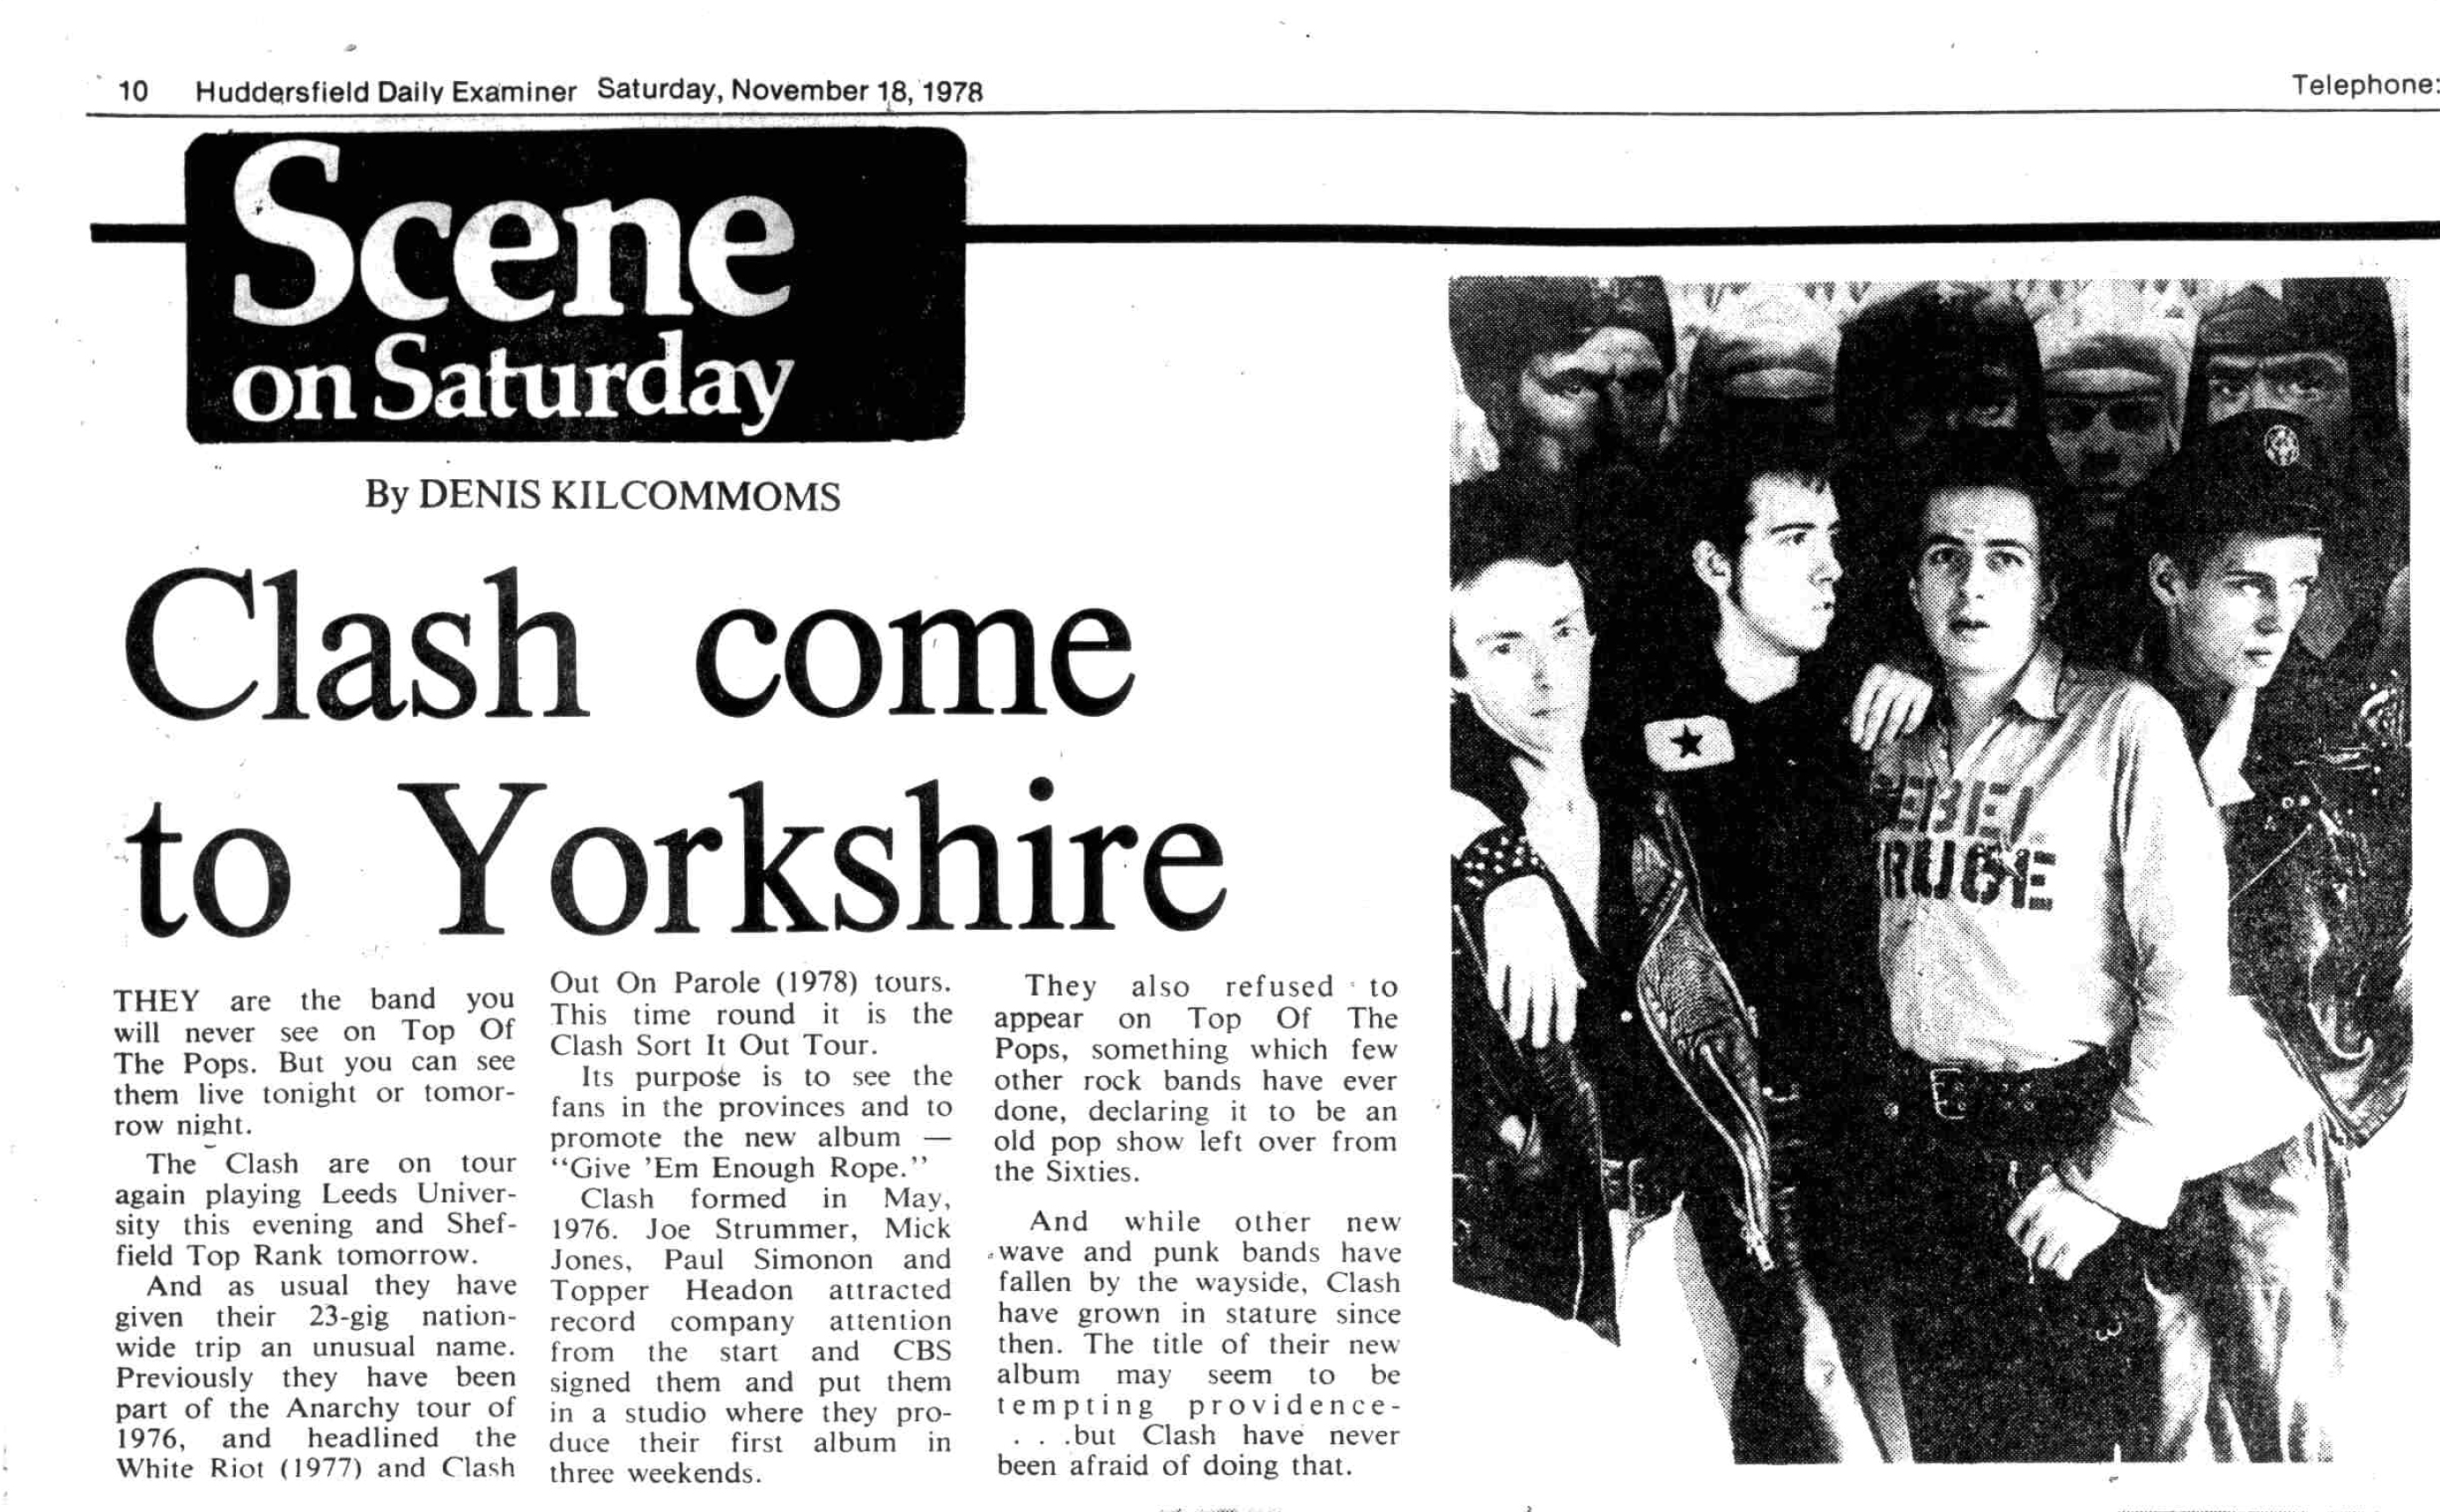 10 Huddersfield Daily Examiner Saturday, November 18, 1978
Telephone:
Scene
on Saturday
By DENIS KILCOMMOMS
Clash come
to Yorkshire
THEY are the band you
will never see on Top Of
The Pops. But you can see
them live tonight or tomor-
row night.
The Clash are on tour
again playing Leeds Univer-
sity this evening and Shef-
field Top Rank tomorrow.
And as usual they have
given their 23-gig nation-
wide trip an unusual name.
Previously they have been
part of the Anarchy tour of
1976, and headlined the
White Riot (1977) and Clash
Out On Parole (1978) tours.
This time round it is the
Clash Sort It Out Tour.
Its purpose is to see the
fans in the provinces and to
promote the new album —
“Give ’Em Enough Rope.”
Clash formed in May,
1976. Joe Strummer, Mick
Jones, Paul Simonon and
Topper Headon attracted
record company attention
from the start and CBS
signed them and put them
in a studio where they pro-
duce their first album in
three weekends.
They also refused to
appear on Top Of The
Pops, something which few
other rock bands have ever
done, declaring it to be an
old pop show left over from
the Sixties.
And while other new
wave and punk bands have
fallen by the wayside, Clash
have grown in stature since
then. The title of their new
album may seem to be
tempting providence-
. . .but Clash have never
been afraid of doing that.
EBEL
RUCE